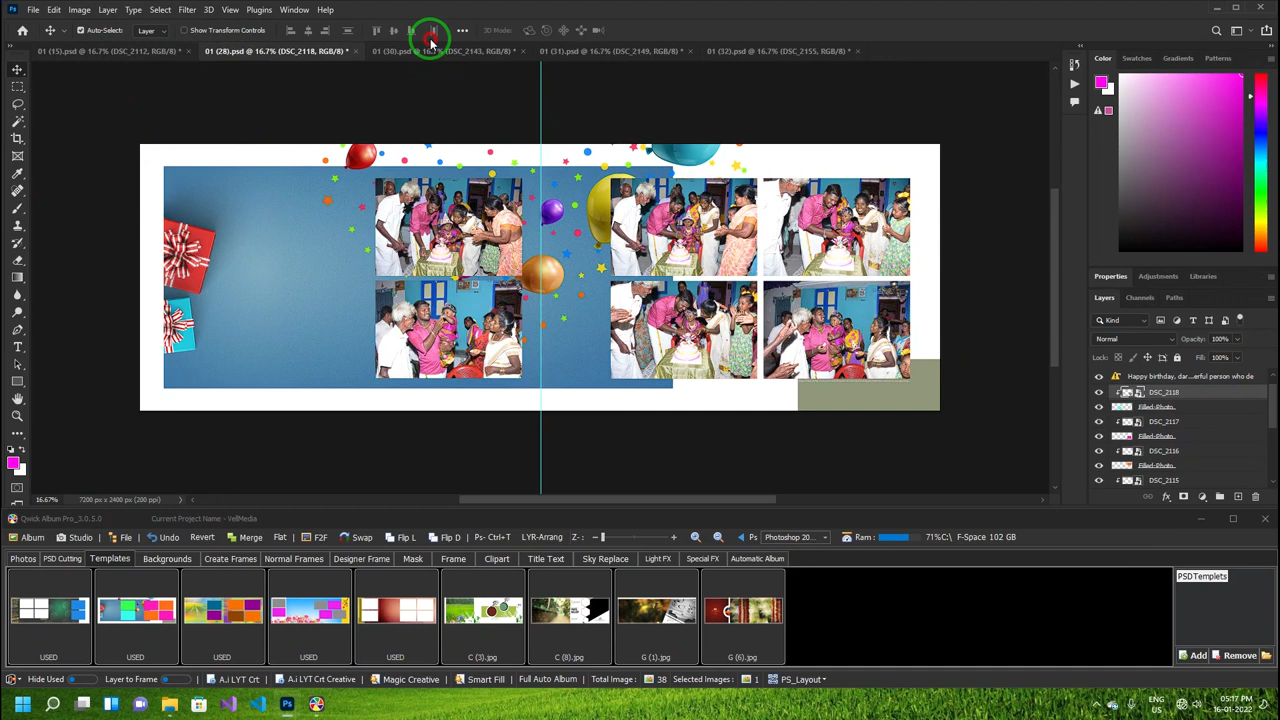 Ps File Edit Image Layer Type Select Filter 3D View Plugins Window Help
Auto-Select: Layer Show Transform Controls 3D Mode:
01 (15).psd @ 16.7% (DSC_2112, RGB/8) * × 01 (28).psd @ 16.7% (DSC_2118, RGB/8) * × 01 (30).psd @ 16.7% (DSC_2143, RGB/8) * × 01 (31).psd @ 16.7% (DSC_2149, RGB/8) * × 01 (32).psd @ 16.7% (DSC_2155, RGB/8) * ×
Color Swatches Gradients Patterns
Properties Adjustments Libraries
Layers Channels Paths
Kind
Normal Opacity: 100%
Lock: Fill: 100%
Happy birthday, dar...erful person who de
DSC_2118
Filled-Photo
DSC_2117
Filled-Photo
DSC_2116
Filled-Photo
DSC_2115
16.67% 7200 px x 2400 px (200 ppi)
Qwick Album Pro_3.0.5.0 Current Project Name - VellMedia
Album Studio File Undo Revert Merge Flat F2F Swap Flip L Flip D Ps- Ctrl+T LYR-Arrang Z:- Ps Photoshop 20... Ram: 71% C:\ F-Space 102 GB
Photos PSD Cutting Templates Backgrounds Create Frames Normal Frames Designer Frame Mask Frame Clipart Title Text Sky Replace Light FX Special FX Automatic Album
PSDTemplets
USED USED USED USED USED C (3).jpg C (8).jpg G (1).jpg G (6).jpg
Add Remove
Hide Used Layer to Frame A.i LYT Crt A.i LYT Crt Creative Magic Creative Smart Fill Full Auto Album Total Image: 38 Selected Images: 1 PS_Layout
ENG
US
05:17 PM
16-01-2022